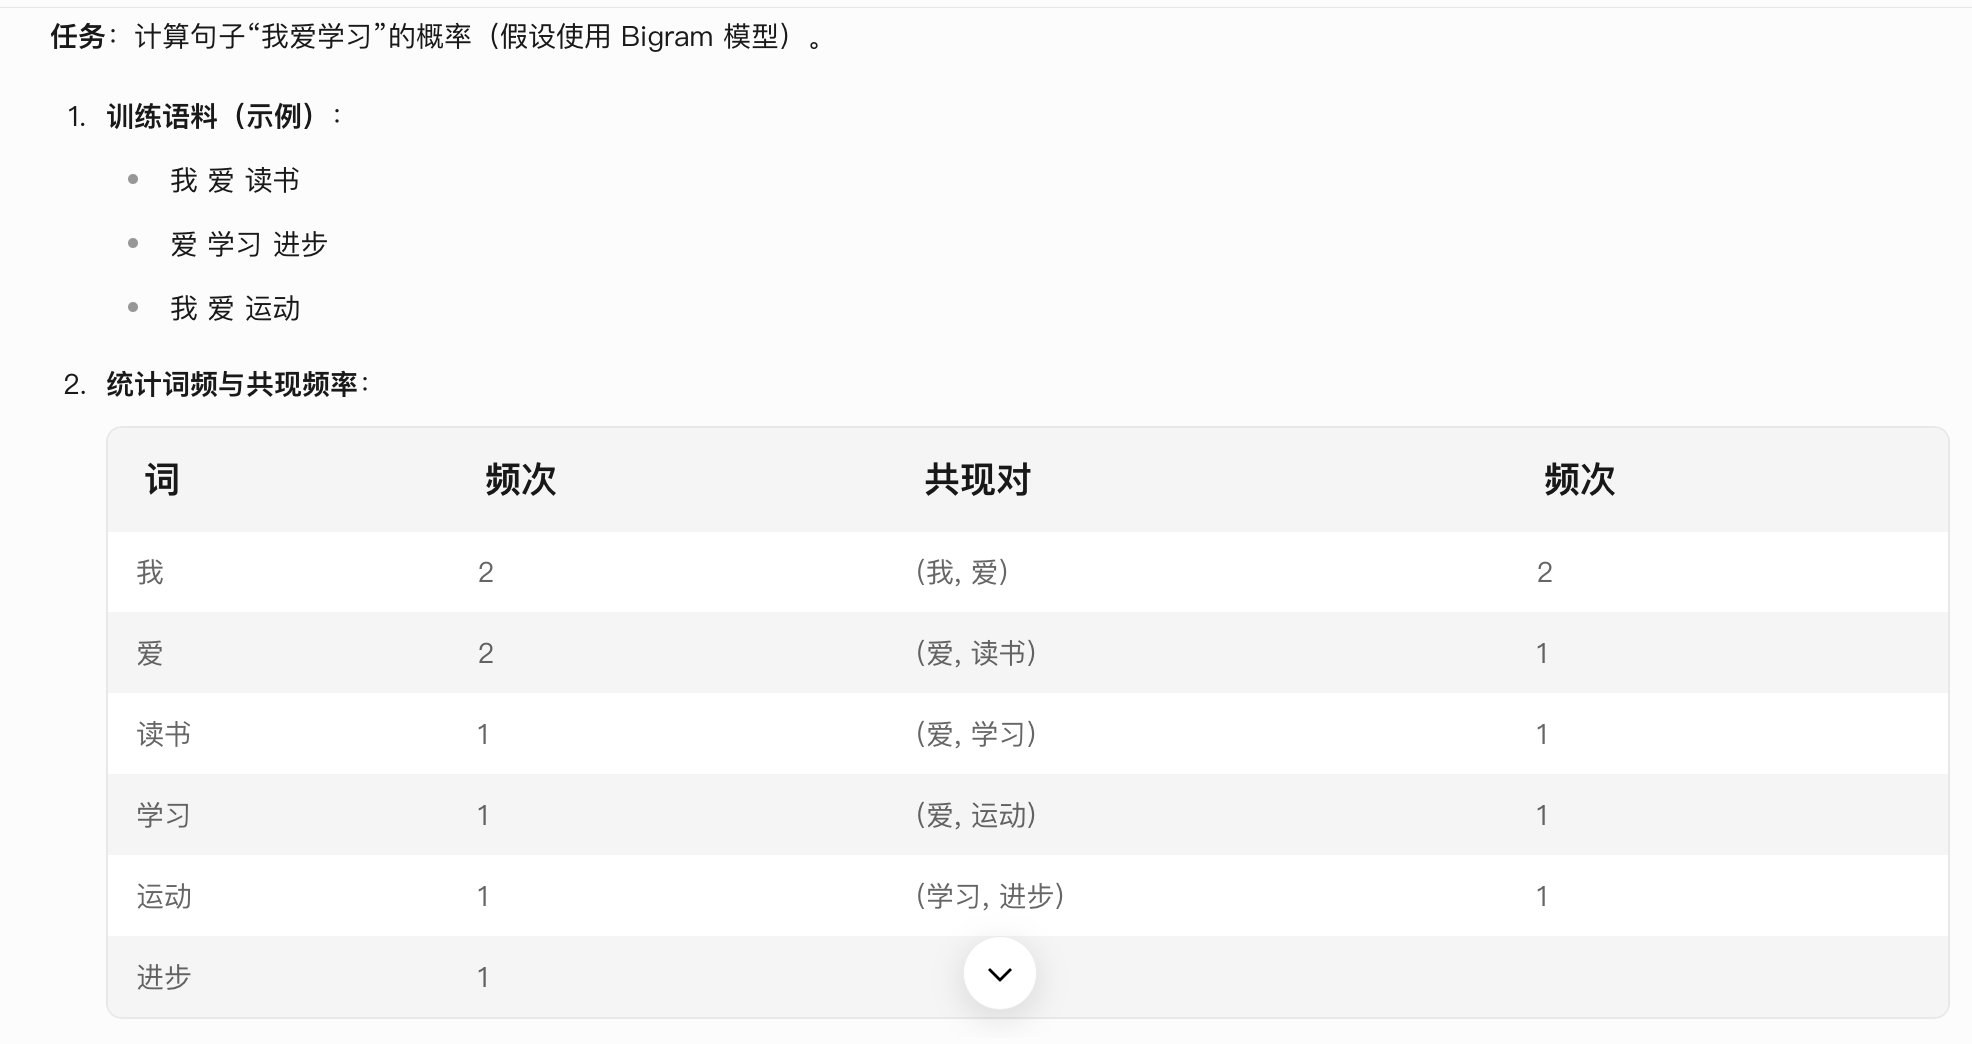 任务：计算句子“我爱学习”的概率（假设使用 Bigram 模型）。
1. 训练语料（示例）：
我 爱 读书
爱 学习 进步
我 爱 运动
2. 统计词频与共现频率：
词 频次 共现对 频次
我 2 (我, 爱) 2
爱 2 (爱, 读书) 1
读书 1 (爱, 学习) 1
学习 1 (爱, 运动) 1
运动 1 (学习, 进步) 1
进步 1